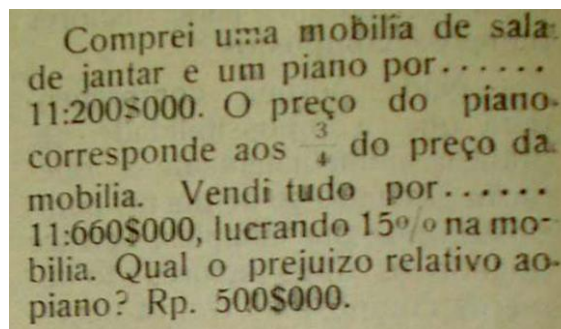 Comprei uma mobilia de sala
de jantar e um piano por......
11:200$000. O preço do piano
corresponde aos 3/4 do preço da
mobilia. Vendi tudo por......
11:660$000, lucrando 15% na mo-
bilia. Qual o prejuizo relativo ao
piano? Rp. 500$000.